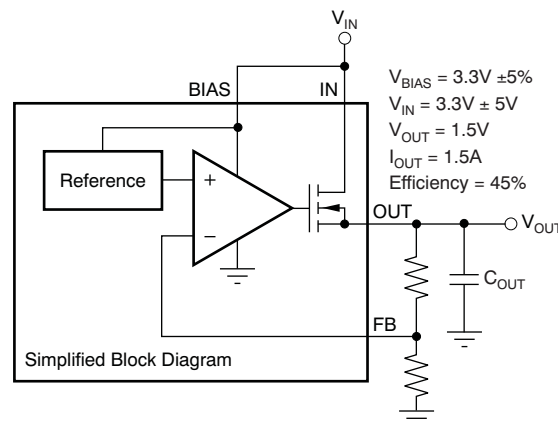 V_IN
BIAS
IN
V_BIAS = 3.3V ±5%
V_IN = 3.3V ± 5V
V_OUT = 1.5V
I_OUT = 1.5A
Efficiency = 45%
Reference
+
−
OUT
V_OUT
C_OUT
FB
Simplified Block Diagram